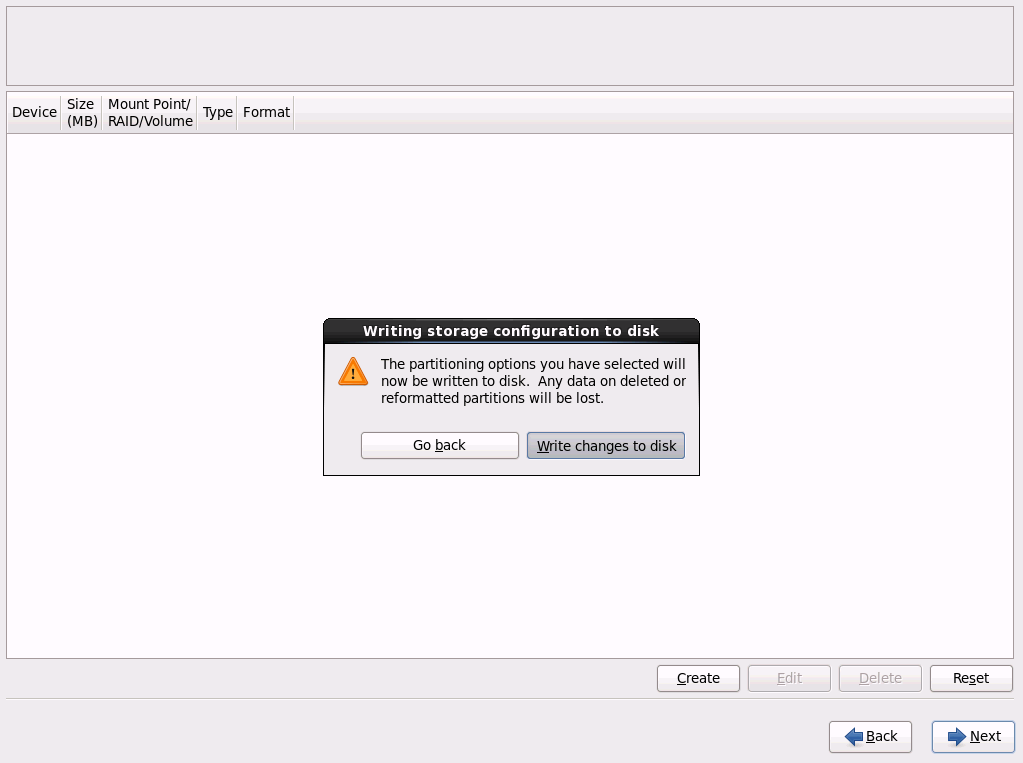 Device
Size
(MB)
Mount Point/
RAID/Volume
Type
Format
Writing storage configuration to disk
The partitioning options you have selected will
now be written to disk.  Any data on deleted or
reformatted partitions will be lost.
Go back
Write changes to disk
Create
Edit
Delete
Reset
Back
Next